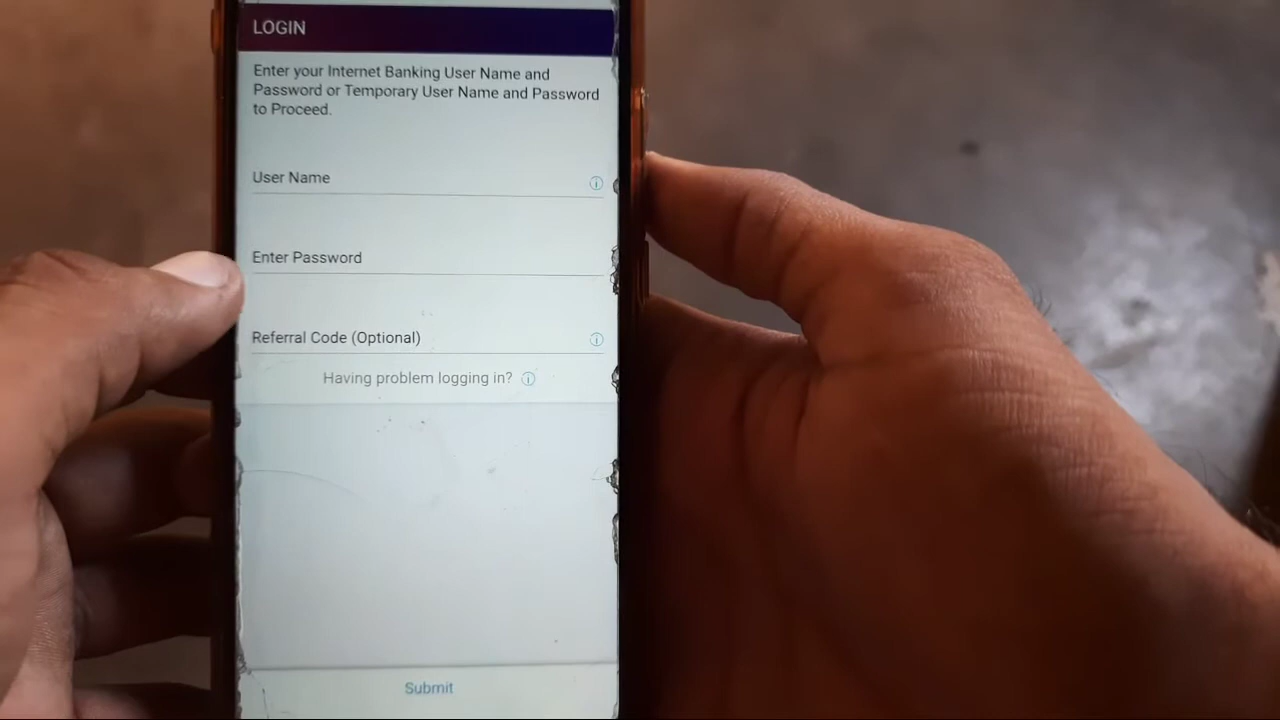 LOGIN
Enter your Internet Banking User Name and
Password or Temporary User Name and Password
to Proceed.
User Name
Enter Password
Referral Code (Optional)
Having problem logging in?
Submit